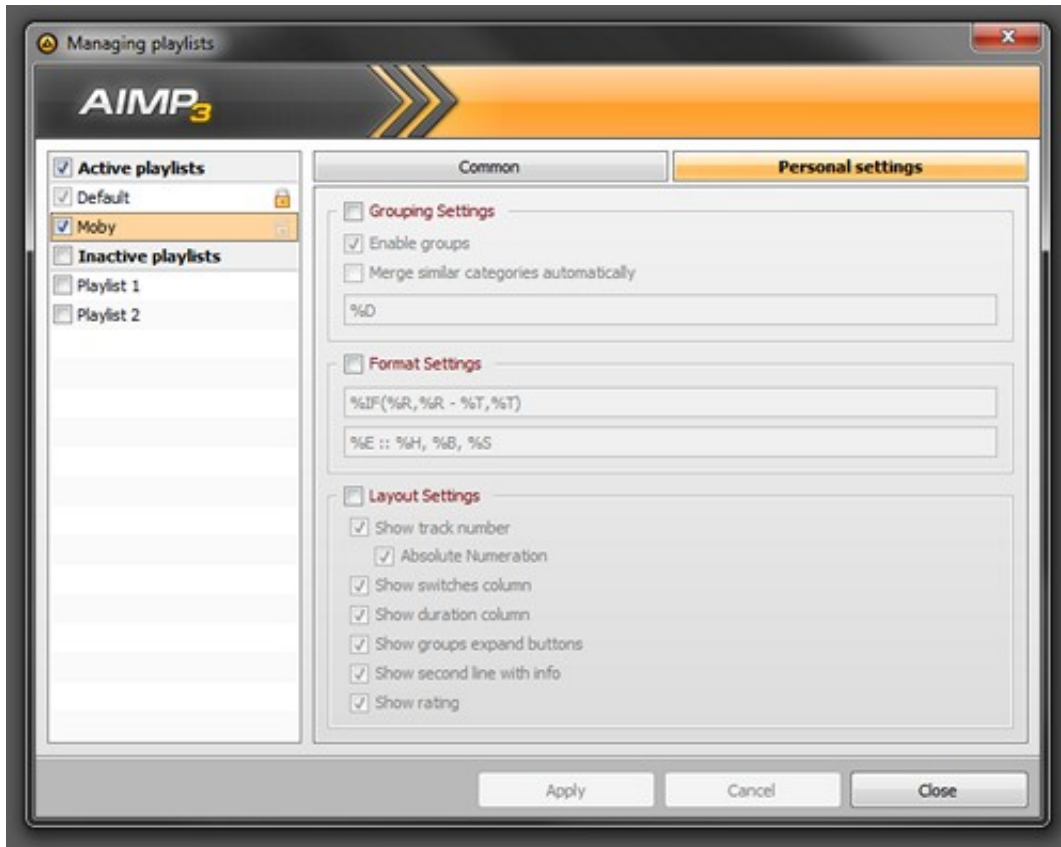 Managing playlists
AIMP3
Active playlists
Default
Moby
Inactive playlists
Playlist 1
Playlist 2
Common
Personal settings
Grouping Settings
Enable groups
Merge similar categories automatically
%D
Format Settings
%IF(%R,%R - %T,%T)
%E :: %H, %B, %S
Layout Settings
Show track number
Absolute Numeration
Show switches column
Show duration column
Show groups expand buttons
Show second line with info
Show rating
Apply
Cancel
Close